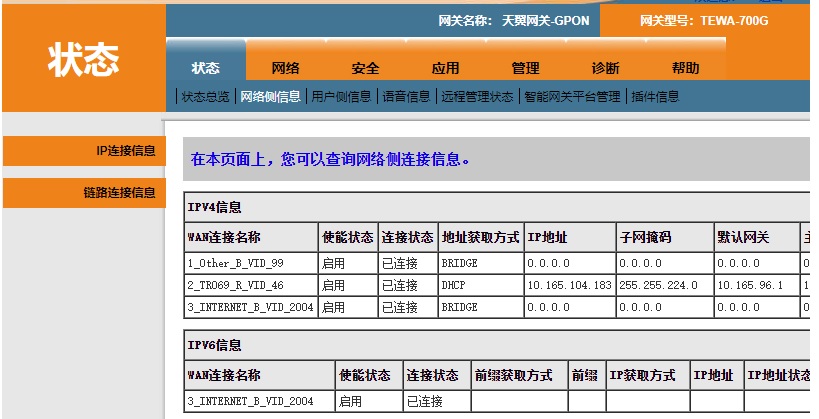 网关名称: 天翼网关-GPON 网关型号: TEWA-700G
状态
状态 网络 安全 应用 管理 诊断 帮助
状态总览 网络侧信息 用户侧信息 语音信息 远程管理状态 智能网关平台管理 插件信息
IP连接信息
链路连接信息
在本页面上，您可以查询网络侧连接信息。
IPV4信息
WAN连接名称 使能状态 连接状态 地址获取方式 IP地址 子网掩码 默认网关
1_Other_B_VID_99 启用 已连接 BRIDGE 0.0.0.0 0.0.0.0 0.0.0.0
2_TR069_R_VID_46 启用 已连接 DHCP 10.165.104.183 255.255.224.0 10.165.96.1
3_INTERNET_B_VID_2004 启用 已连接 BRIDGE 0.0.0.0 0.0.0.0 0.0.0.0
IPV6信息
WAN连接名称 使能状态 连接状态 前缀获取方式 前缀 IP获取方式 IP地址 IP地址状态
3_INTERNET_B_VID_2004 启用 已连接